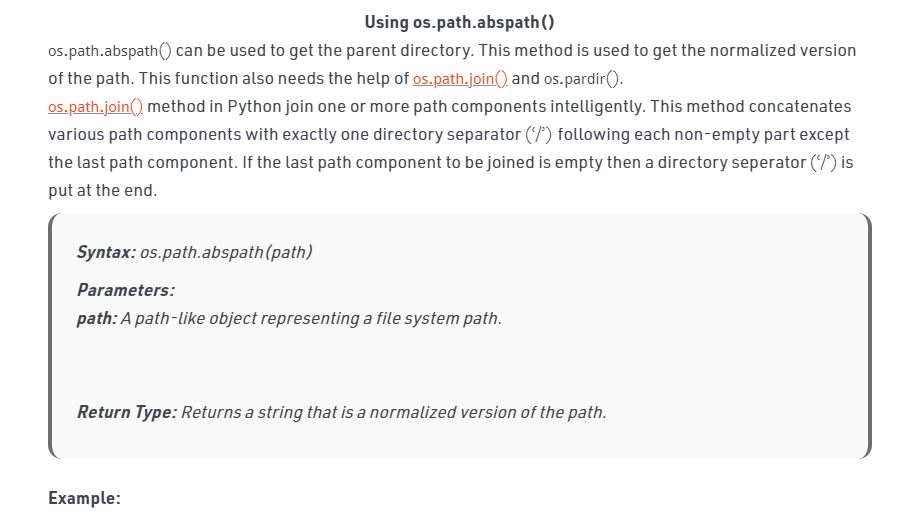 Using os.path.abspath()
os.path.abspath() can be used to get the parent directory. This method is used to get the normalized version
of the path. This function also needs the help of os.path.join() and os.pardir().
os.path.join() method in Python join one or more path components intelligently. This method concatenates
various path components with exactly one directory separator (‘/’) following each non-empty part except
the last path component. If the last path component to be joined is empty then a directory seperator (‘/’) is
put at the end.
Syntax: os.path.abspath(path)
Parameters:
path: A path-like object representing a file system path.
Return Type: Returns a string that is a normalized version of the path.
Example: